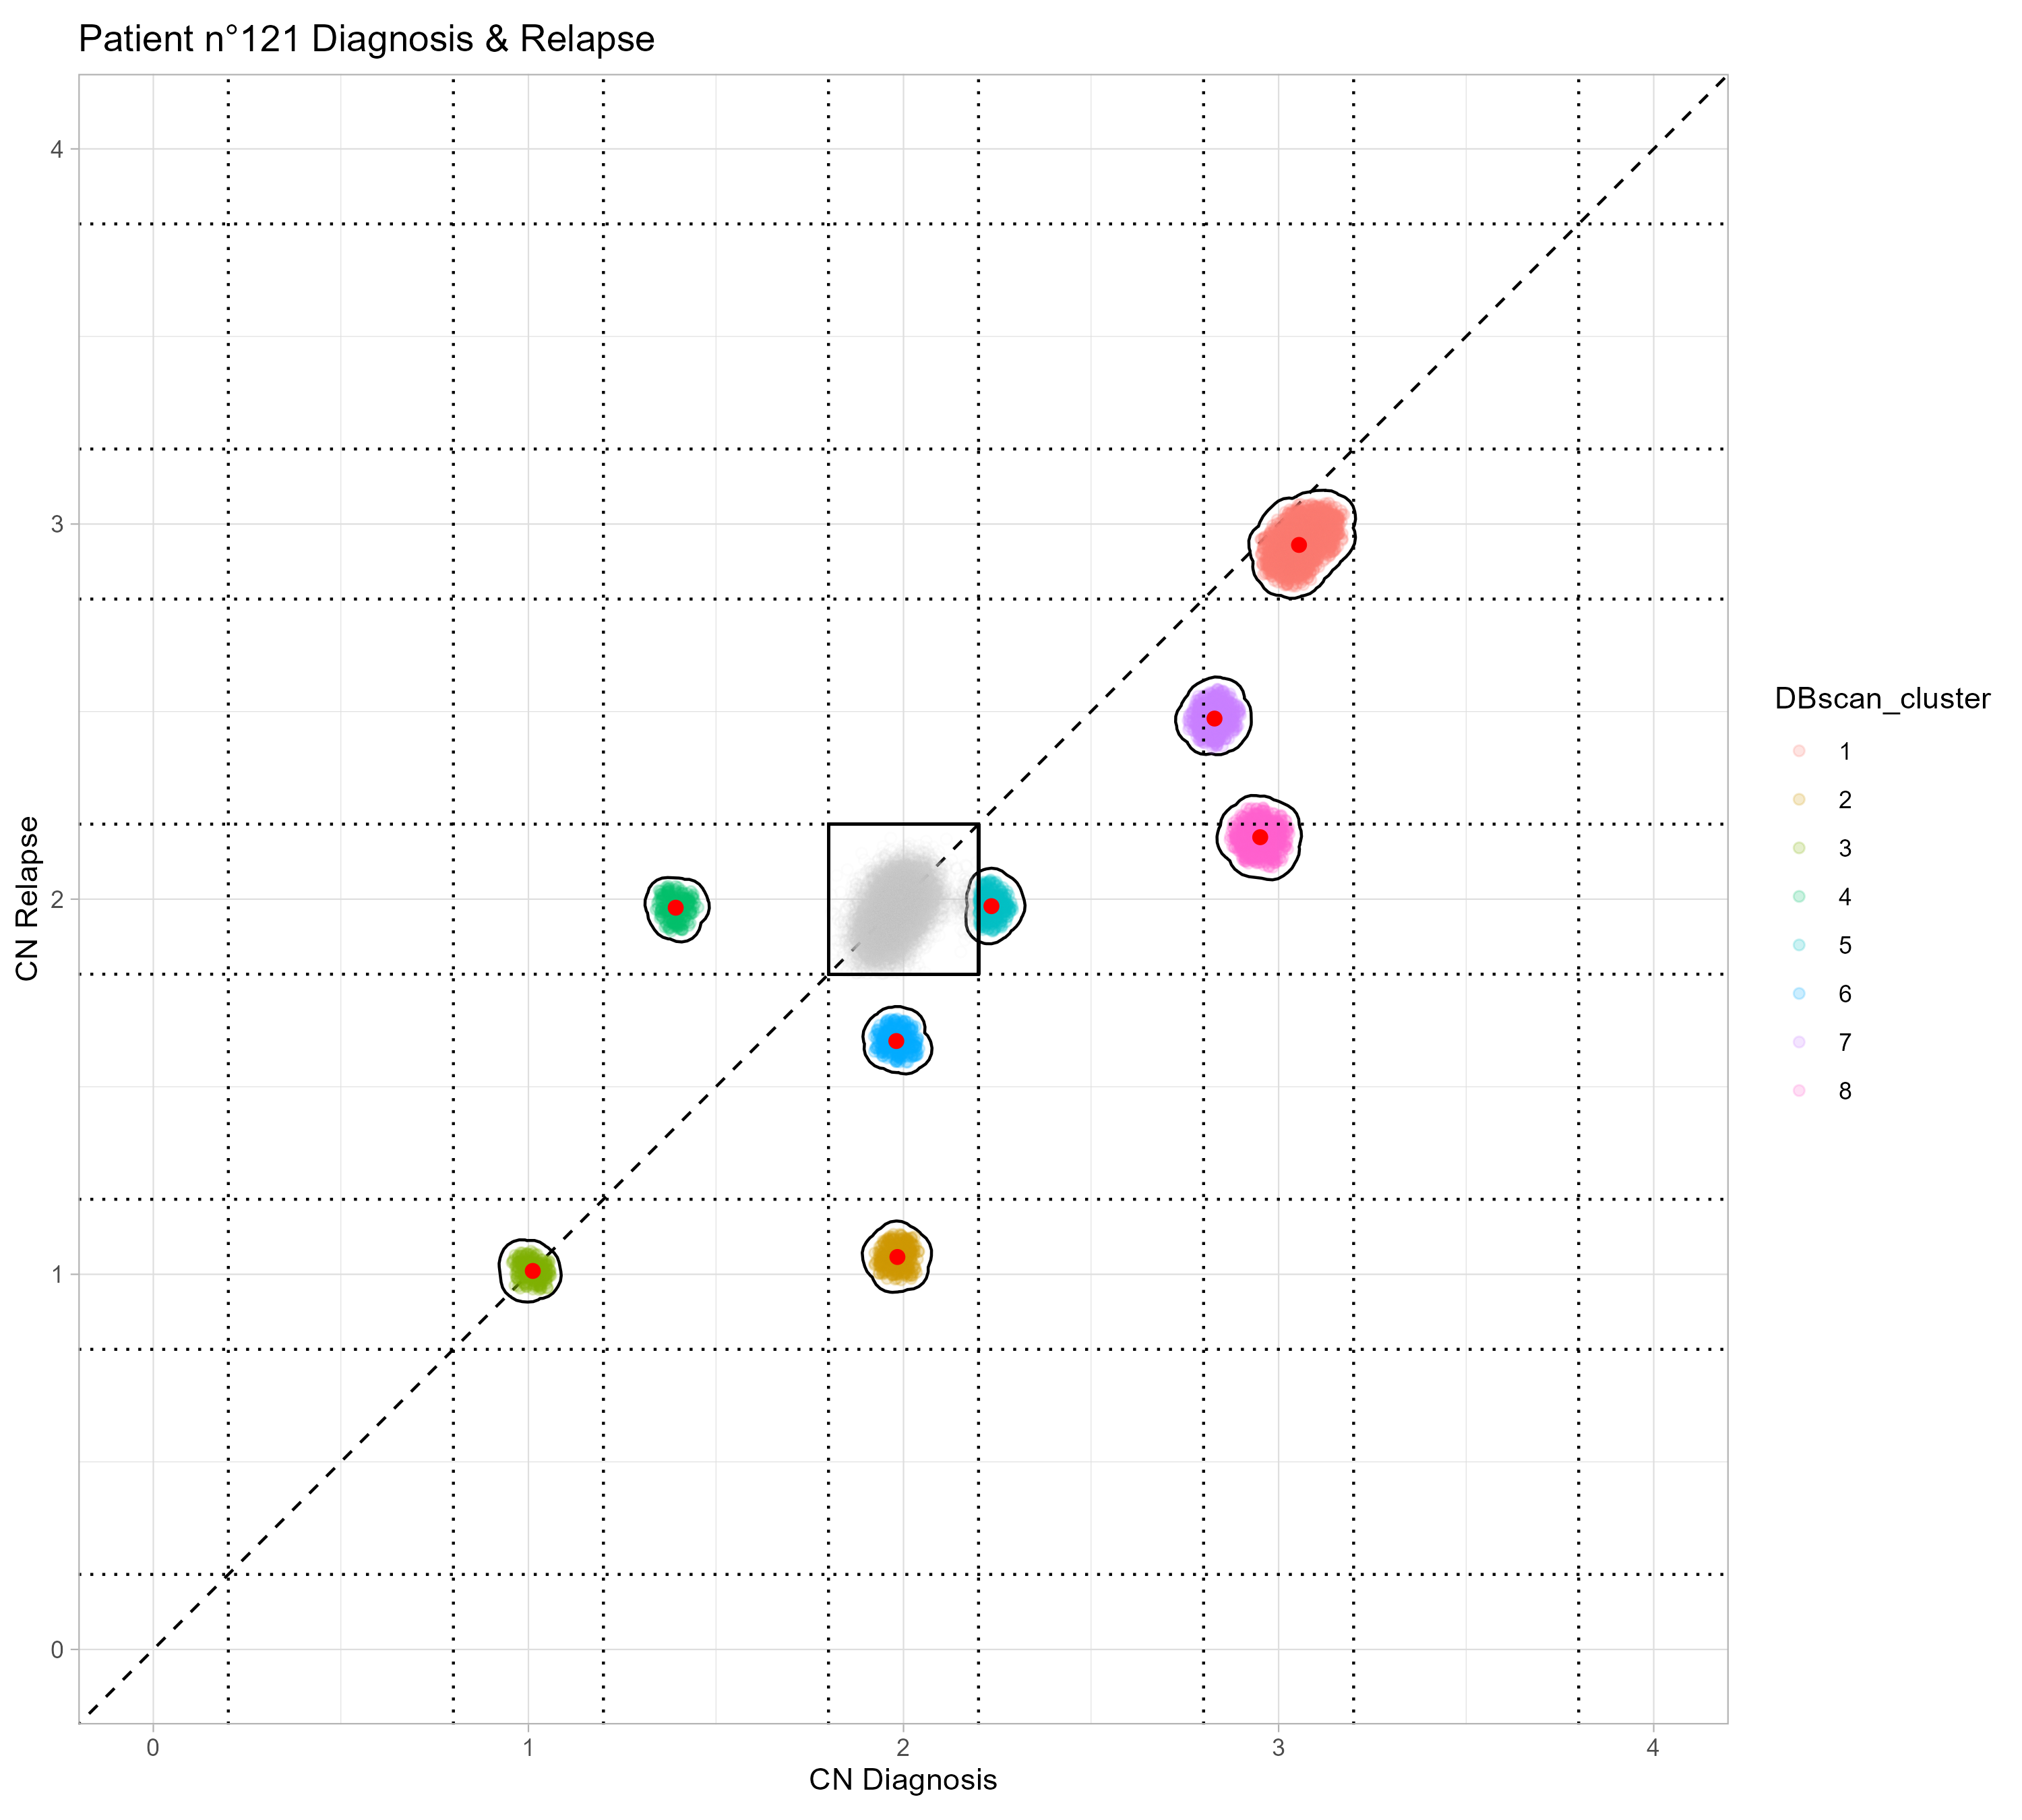 Patient n°121 Diagnosis & Relapse
CN Relapse
4
3
2
1
0
0 1 2 3 4
CN Diagnosis
DBscan_cluster
1
2
3
4
5
6
7
8